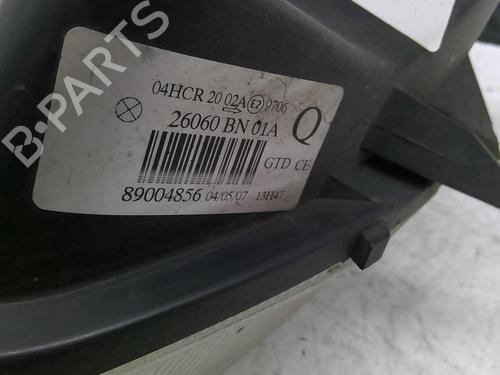 B-PARTS
04HCR 20 02A E2 9706
26060 BN 01A Q
GTD CE
89004856 04/05/07 13H47